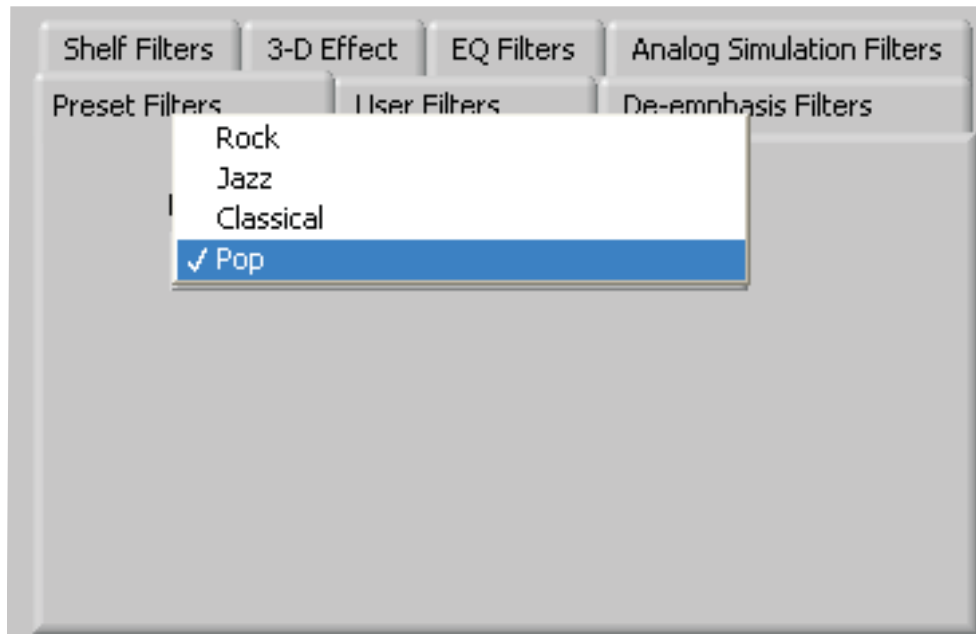 Shelf Filters 3-D Effect EQ Filters Analog Simulation Filters
Preset Filters User Filters De-emphasis Filters
Rock
Jazz
Classical
✓ Pop